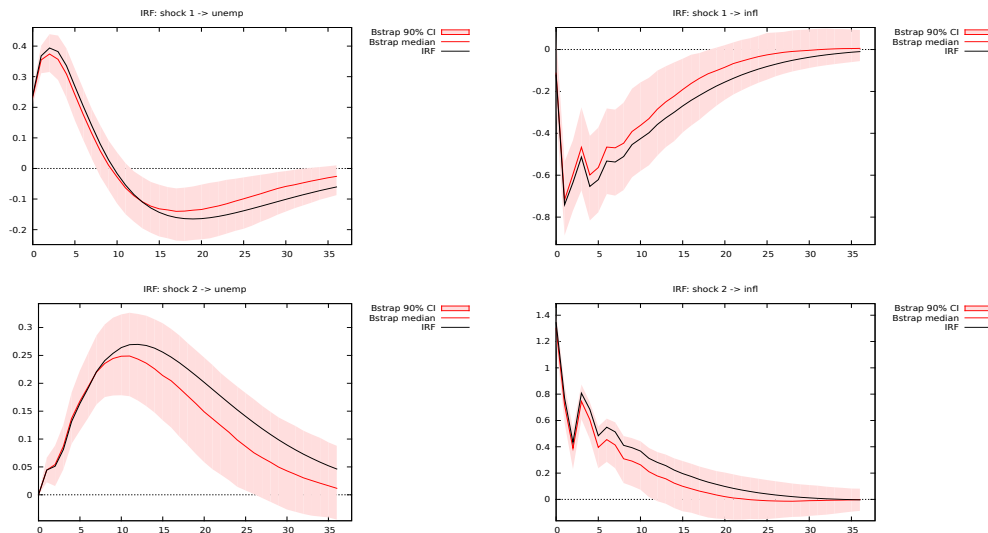 IRF: shock 1 -> unemp
Bstrap 90% CI
Bstrap median
IRF
0.4
0.3
0.2
0.1
0
-0.1
-0.2
0 5 10 15 20 25 30 35
IRF: shock 1 -> infl
Bstrap 90% CI
Bstrap median
IRF
0
-0.2
-0.4
-0.6
-0.8
0 5 10 15 20 25 30 35
IRF: shock 2 -> unemp
Bstrap 90% CI
Bstrap median
IRF
0.3
0.25
0.2
0.15
0.1
0.05
0
0 5 10 15 20 25 30 35
IRF: shock 2 -> infl
Bstrap 90% CI
Bstrap median
IRF
1.4
1.2
1
0.8
0.6
0.4
0.2
0
0 5 10 15 20 25 30 35